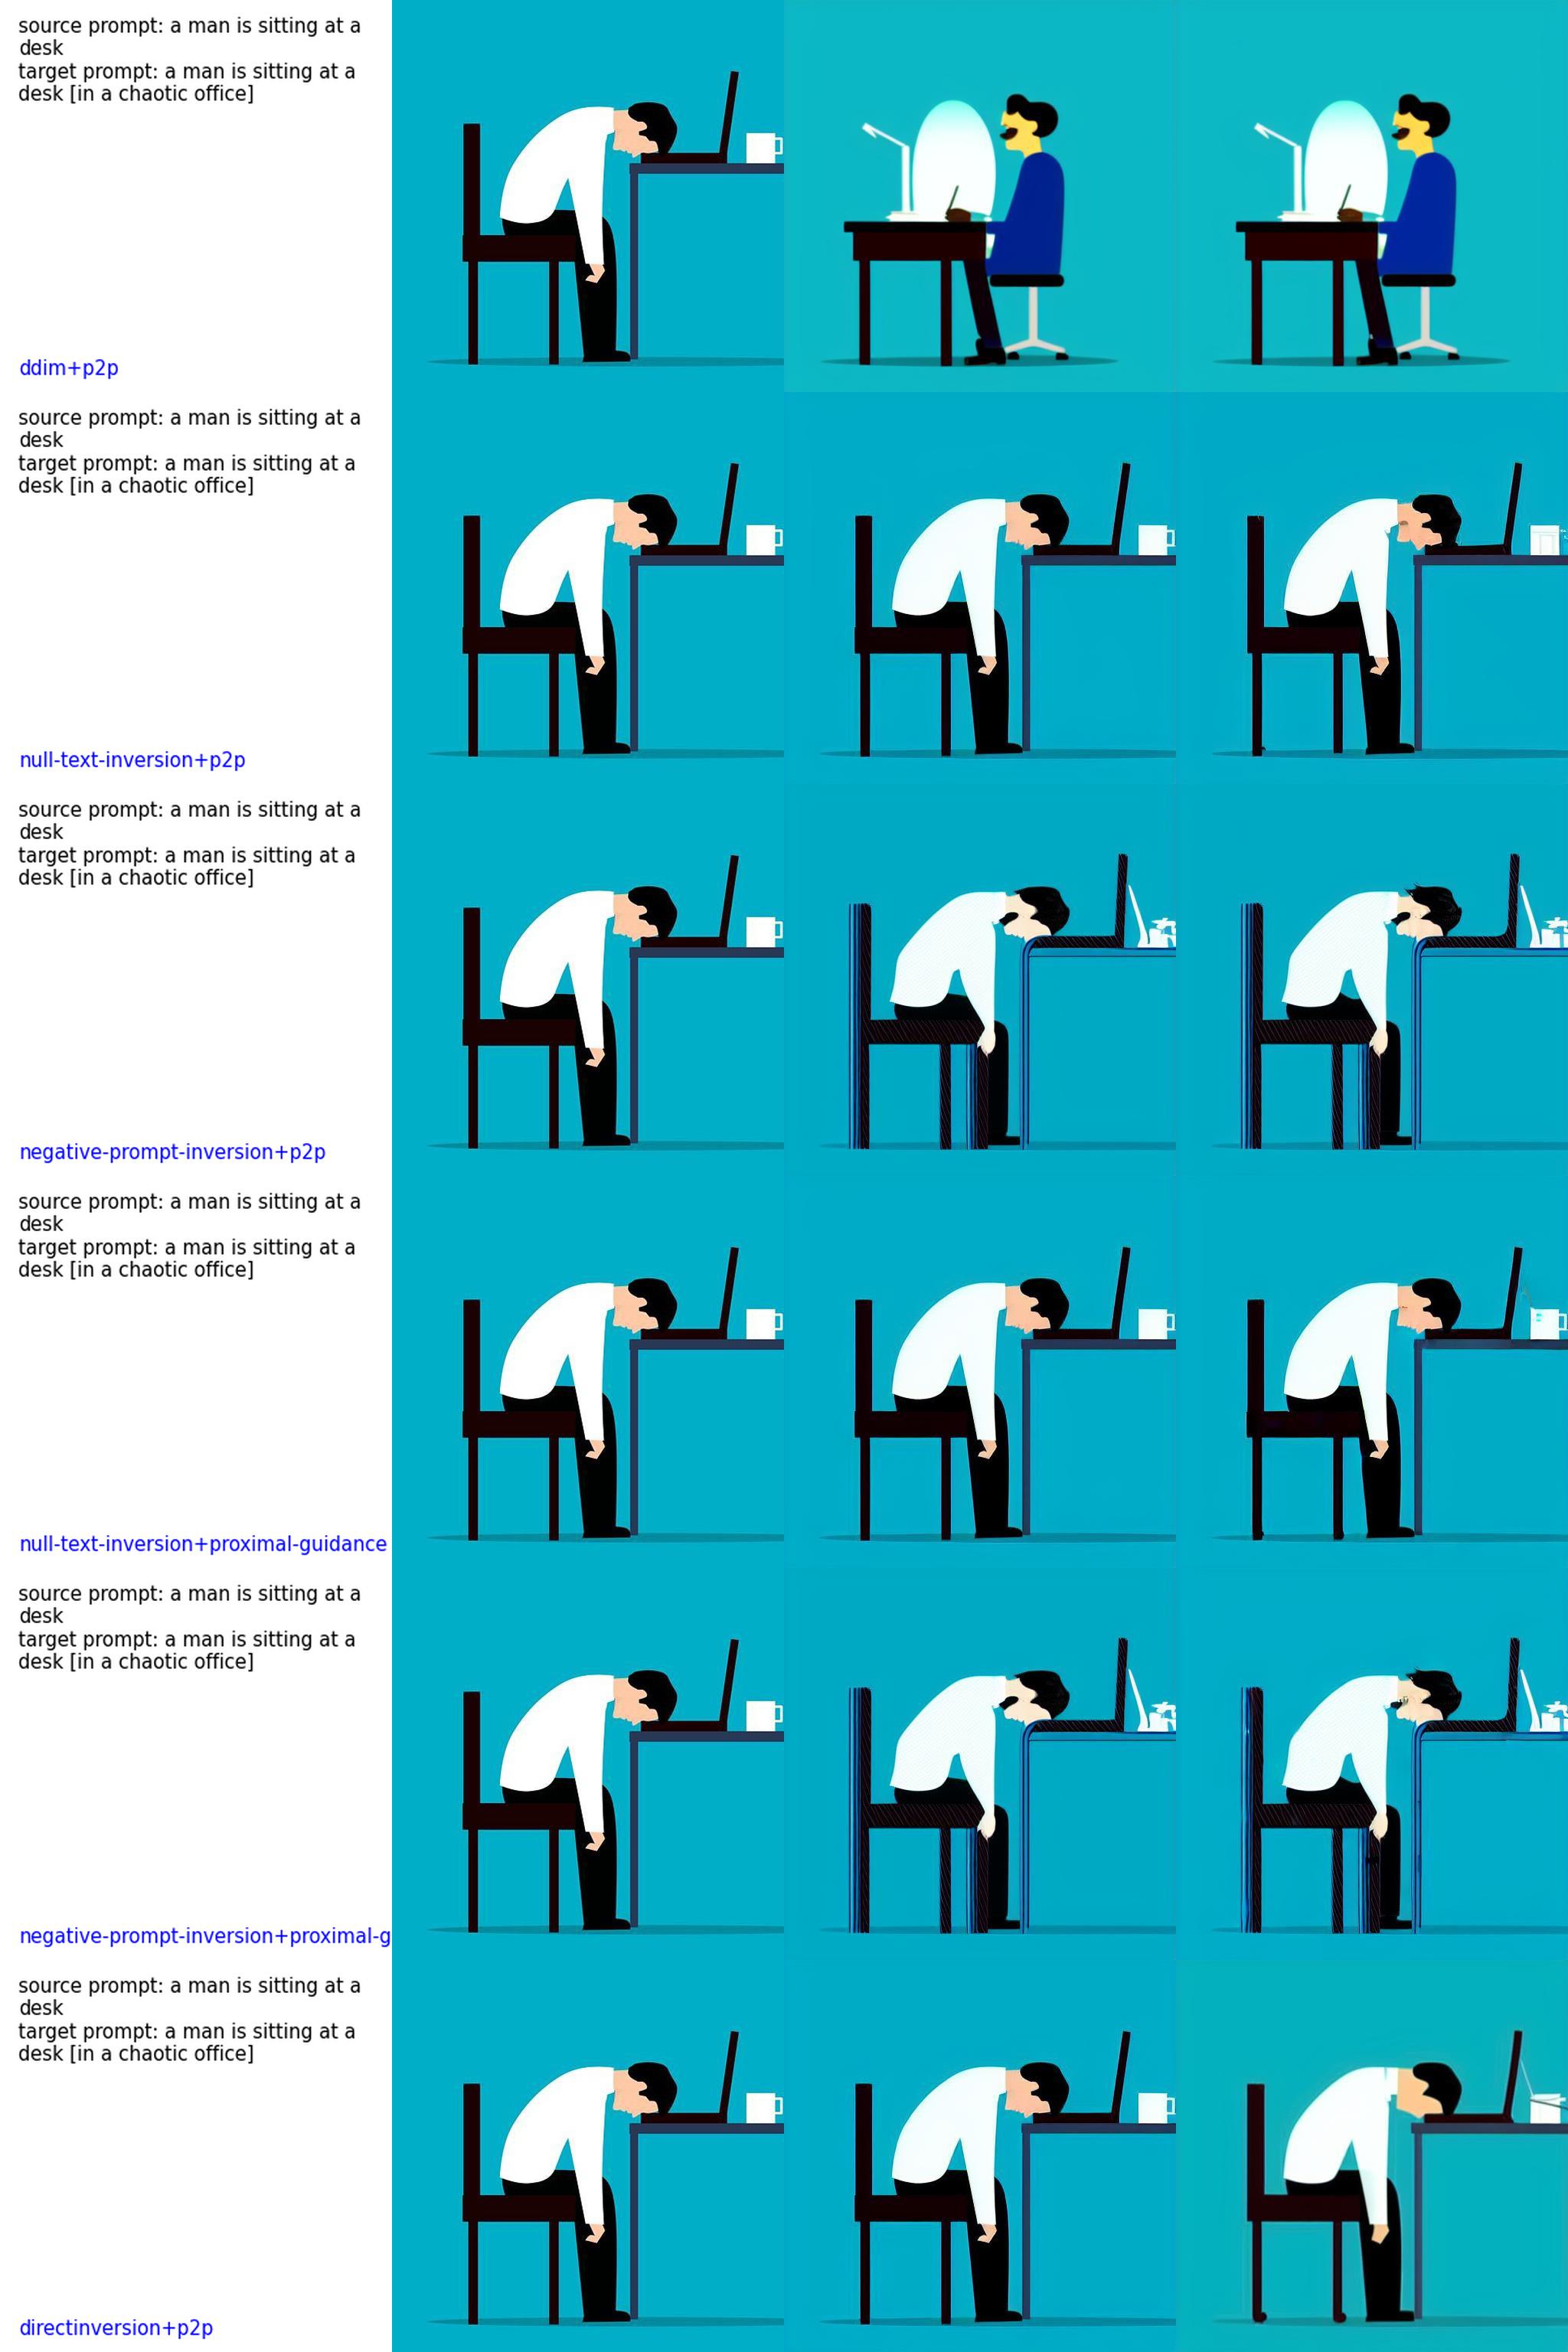 source prompt: a man is sitting at a
desk
target prompt: a man is sitting at a
desk [in a chaotic office]
ddim+p2p
source prompt: a man is sitting at a
desk
target prompt: a man is sitting at a
desk [in a chaotic office]
null-text-inversion+p2p
source prompt: a man is sitting at a
desk
target prompt: a man is sitting at a
desk [in a chaotic office]
negative-prompt-inversion+p2p
source prompt: a man is sitting at a
desk
target prompt: a man is sitting at a
desk [in a chaotic office]
null-text-inversion+proximal-guidance
source prompt: a man is sitting at a
desk
target prompt: a man is sitting at a
desk [in a chaotic office]
negative-prompt-inversion+proximal-g
source prompt: a man is sitting at a
desk
target prompt: a man is sitting at a
desk [in a chaotic office]
directinversion+p2p